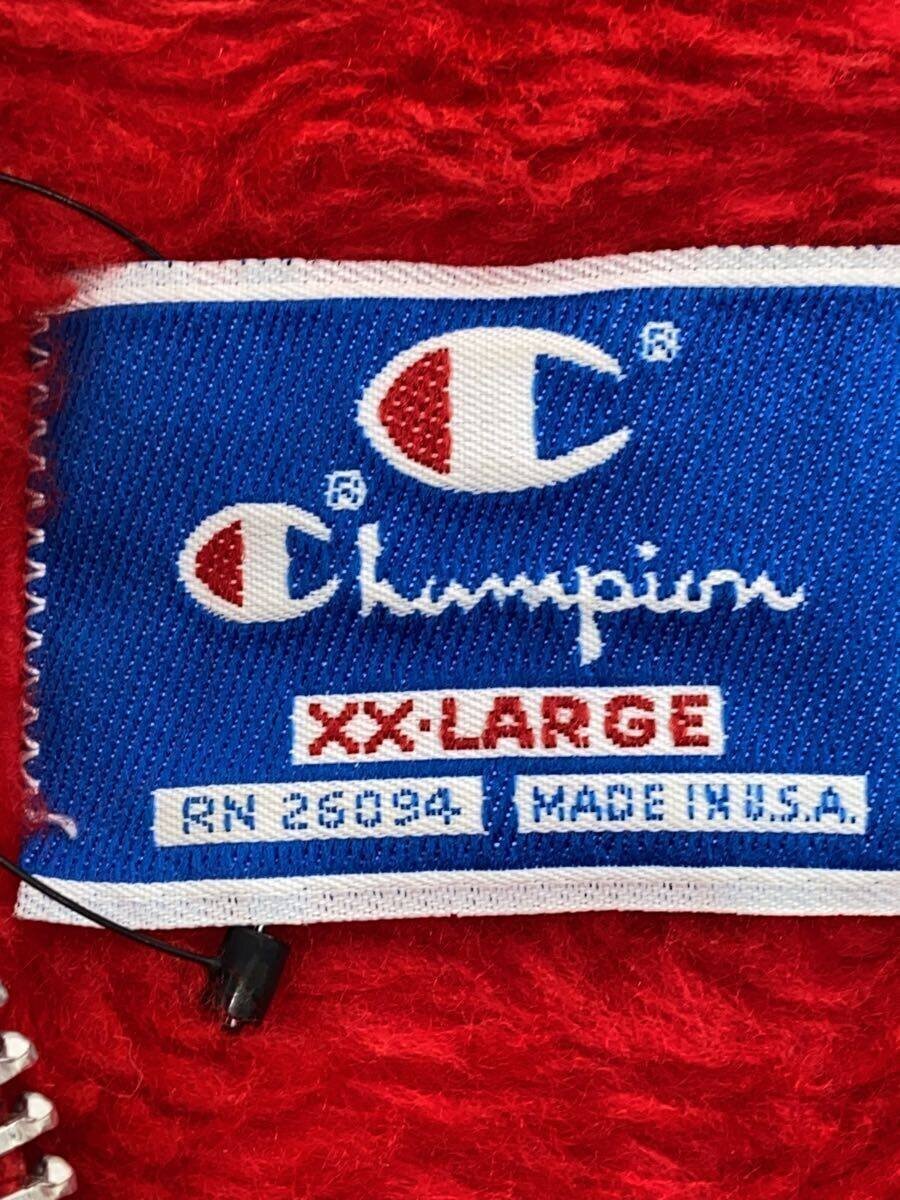 ®
Champion®
XX·LARGE
RN 26094 MADE IN U.S.A.